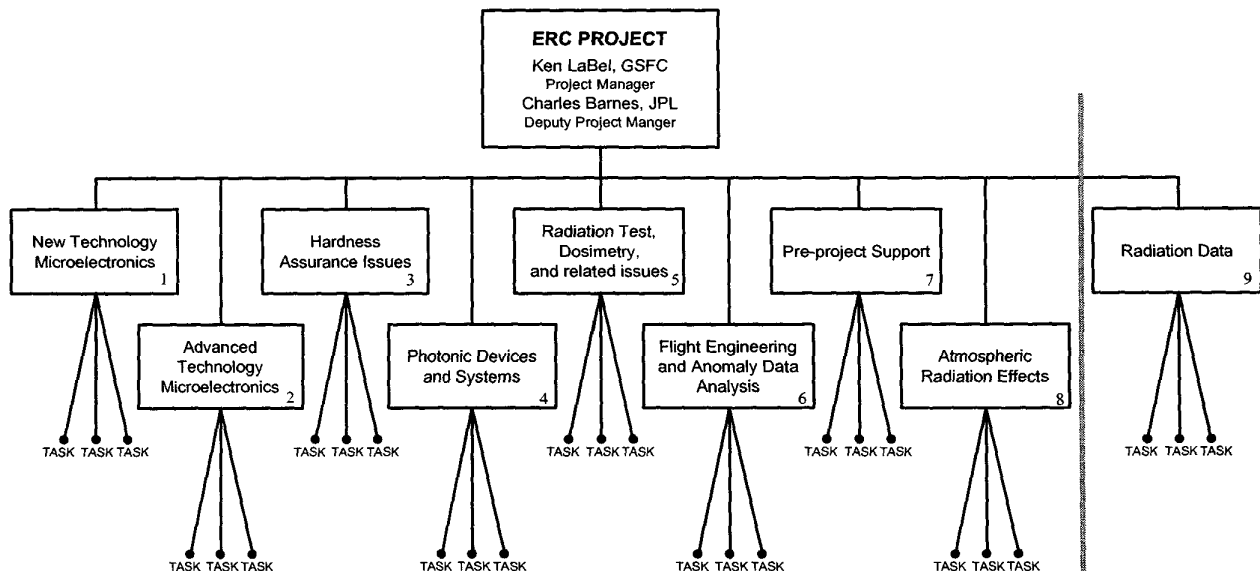 ERC PROJECT
Ken LaBel, GSFC
Project Manager
Charles Barnes, JPL
Deputy Project Manger
New Technology
Microelectronics
1
Hardness
Assurance Issues
3
Radiation Test,
Dosimetry,
and related issues
5
Pre-project Support
7
Radiation Data
9
Advanced
Technology
Microelectronics
2
Photonic Devices
and Systems
4
Flight Engineering
and Anomaly Data
Analysis
6
Atmospheric
Radiation Effects
8
TASK TASK TASK
TASK TASK TASK
TASK TASK TASK
TASK TASK TASK
TASK TASK TASK
TASK TASK TASK
TASK TASK TASK
TASK TASK TASK
TASK TASK TASK